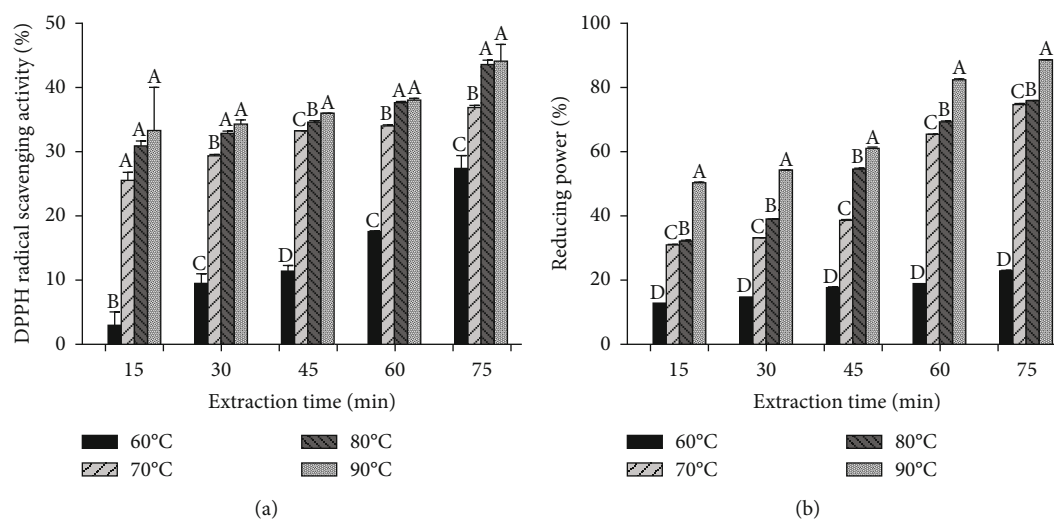 DPPH radical scavenging activity (%)
50
40
30
20
10
0
B
A
A
A
C
B
A
A
D
C
B
A
C
B
A
A
C
B
A
A
15
30
45
60
75
Extraction time (min)
60°C
80°C
70°C
90°C
(a)
Reducing power (%)
100
80
60
40
20
0
D
C
B
A
D
C
B
A
D
C
B
A
D
C
B
A
D
C
B
A
15
30
45
60
75
Extraction time (min)
60°C
80°C
70°C
90°C
(b)